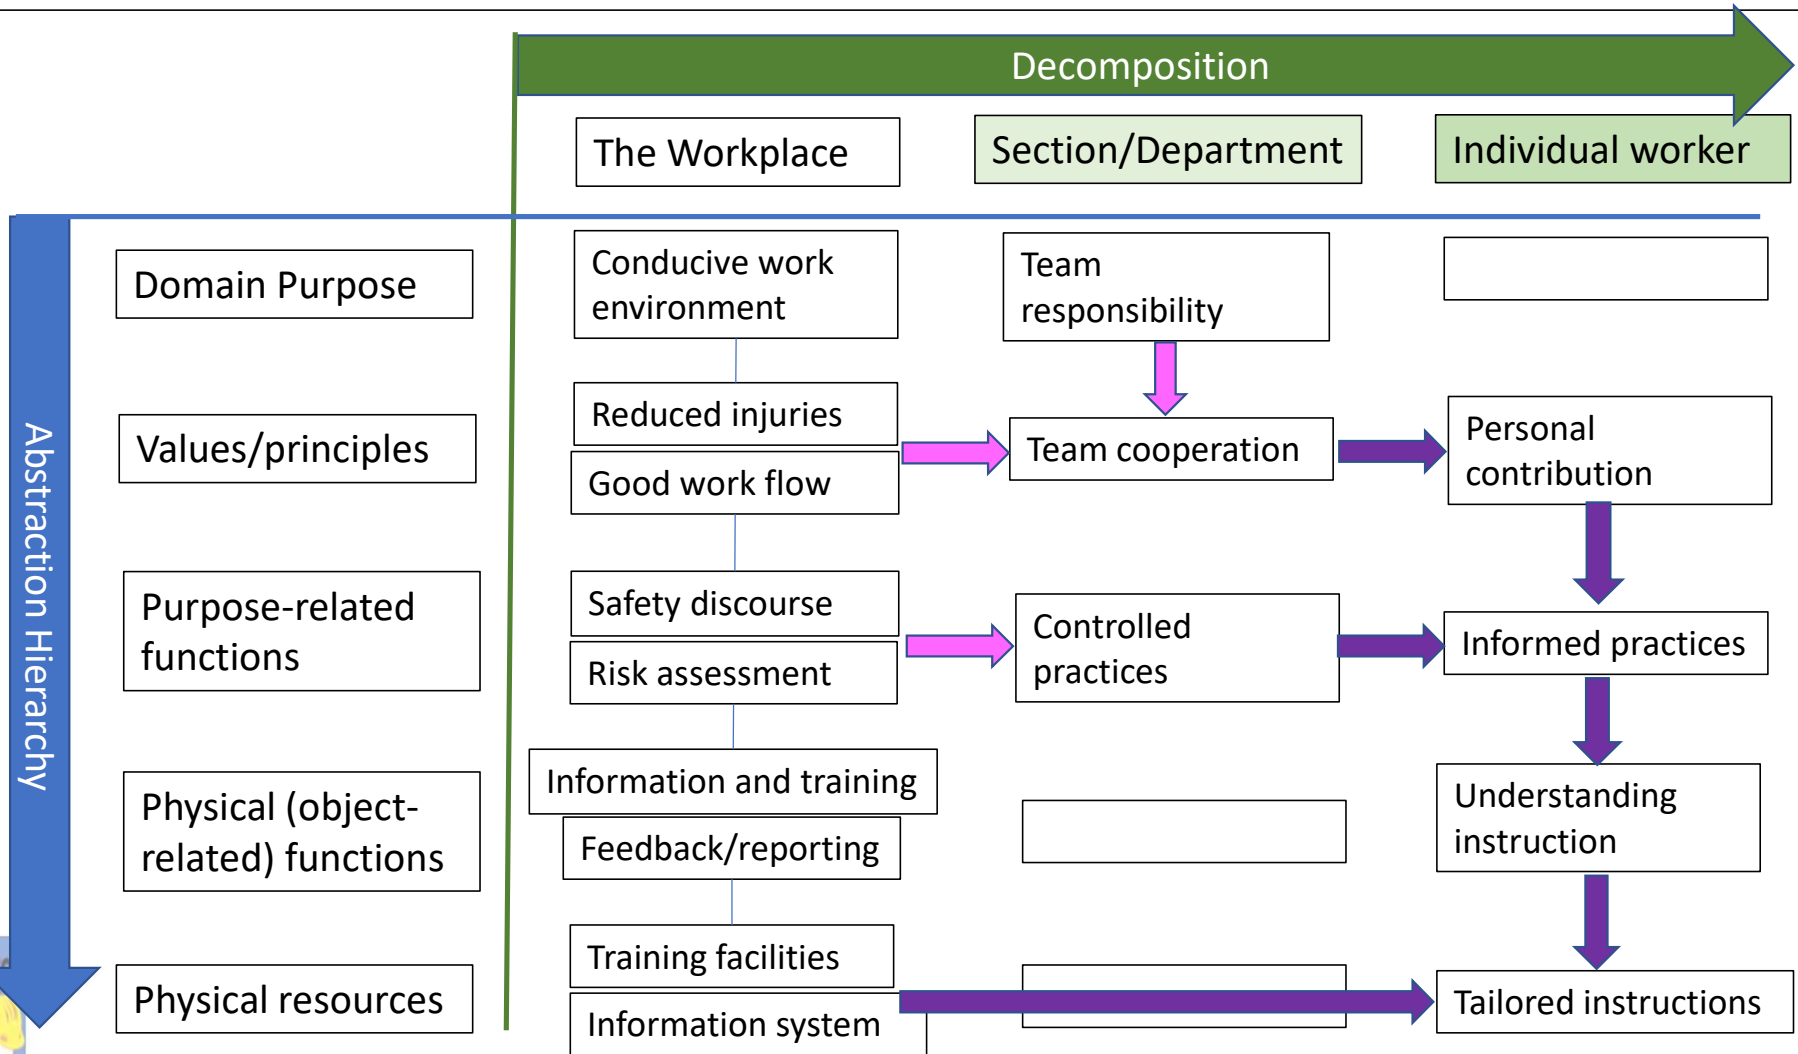 Decomposition
The Workplace
Section/Department
Individual worker
Abstraction Hierarchy
Domain Purpose
Conducive work
environment
Team
responsibility
Values/principles
Reduced injuries
Good work flow
Team cooperation
Personal
contribution
Purpose-related
functions
Safety discourse
Risk assessment
Controlled
practices
Informed practices
Physical (object-
related) functions
Information and training
Feedback/reporting
Understanding
instruction
Physical resources
Training facilities
Information system
Tailored instructions